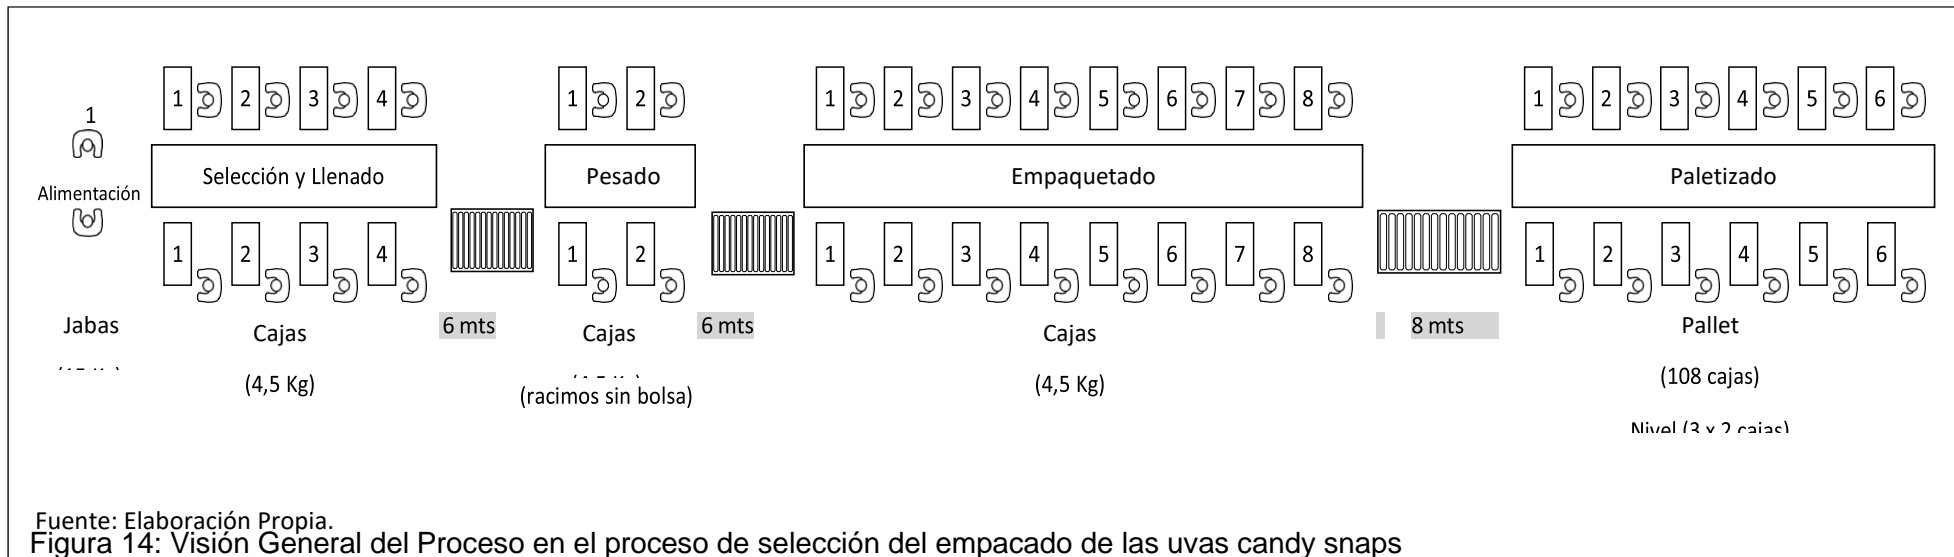 1 2 3 4 1 2 1 2 3 4 5 6 7 8 1 2 3 4 5 6
1
Alimentación
Selección y Llenado
Pesado
Empaquetado
Paletizado
1 2 3 4 1 2 1 2 3 4 5 6 7 8 1 2 3 4 5 6
Jabas
Cajas
6 mts
Cajas
6 mts
Cajas
8 mts
Pallet
(4,5 Kg)
(racimos sin bolsa)
(4,5 Kg)
(108 cajas)
Nivel (3 x 2 cajas)
Fuente: Elaboración Propia.
Figura 14: Visión General del Proceso en el proceso de selección del empacado de las uvas candy snaps